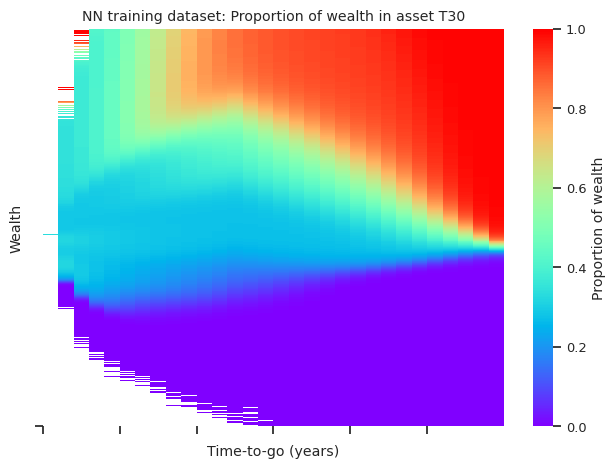 NN training dataset: Proportion of wealth in asset T30
Wealth
Time-to-go (years)
1.0
0.8
0.6
0.4
0.2
0.0
Proportion of wealth